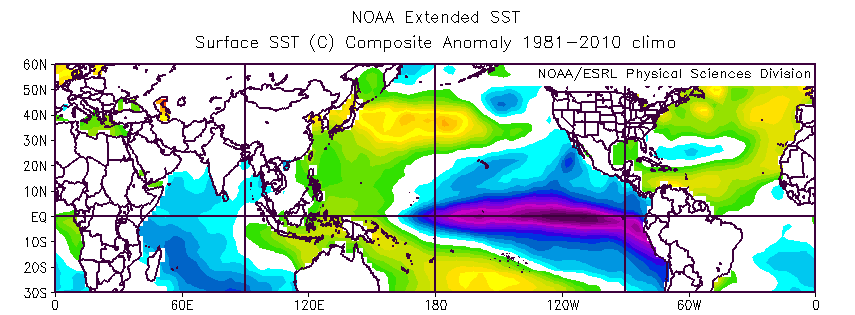 NOAA Extended SST
Surface SST (C) Composite Anomaly 1981-2010 climo
NOAA/ESRL Physical Sciences Division
60N
50N
40N
30N
20N
10N
EQ
10S
20S
30S
0 60E 120E 180 120W 60W 0